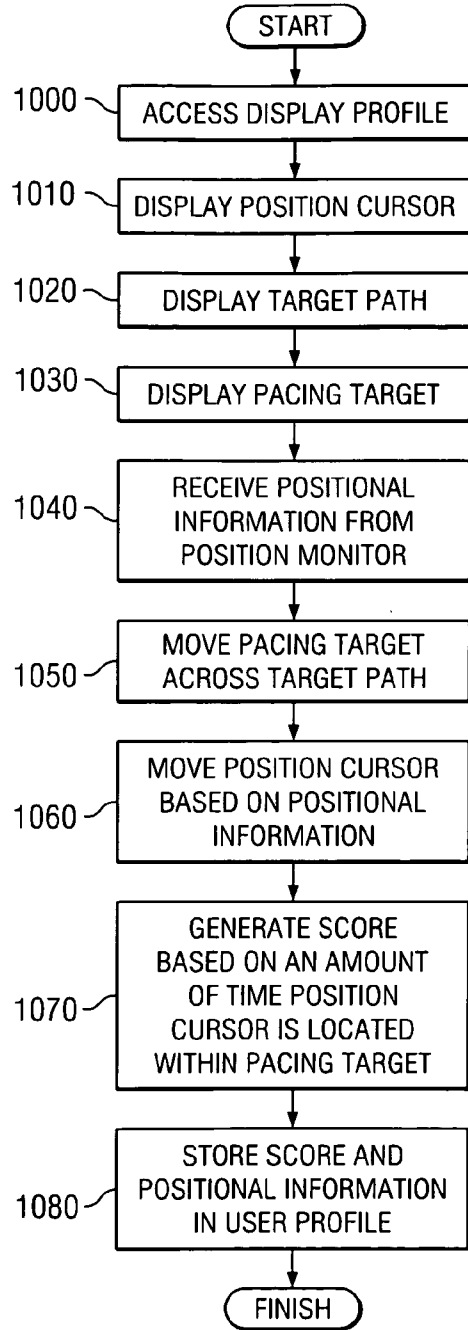 START
1000
ACCESS DISPLAY PROFILE
1010
DISPLAY POSITION CURSOR
1020
DISPLAY TARGET PATH
1030
DISPLAY PACING TARGET
1040
RECEIVE POSITIONAL
INFORMATION FROM
POSITION MONITOR
1050
MOVE PACING TARGET
ACROSS TARGET PATH
1060
MOVE POSITION CURSOR
BASED ON POSITIONAL
INFORMATION
1070
GENERATE SCORE
BASED ON AN AMOUNT
OF TIME POSITION
CURSOR IS LOCATED
WITHIN PACING TARGET
1080
STORE SCORE AND
POSITIONAL INFORMATION
IN USER PROFILE
FINISH